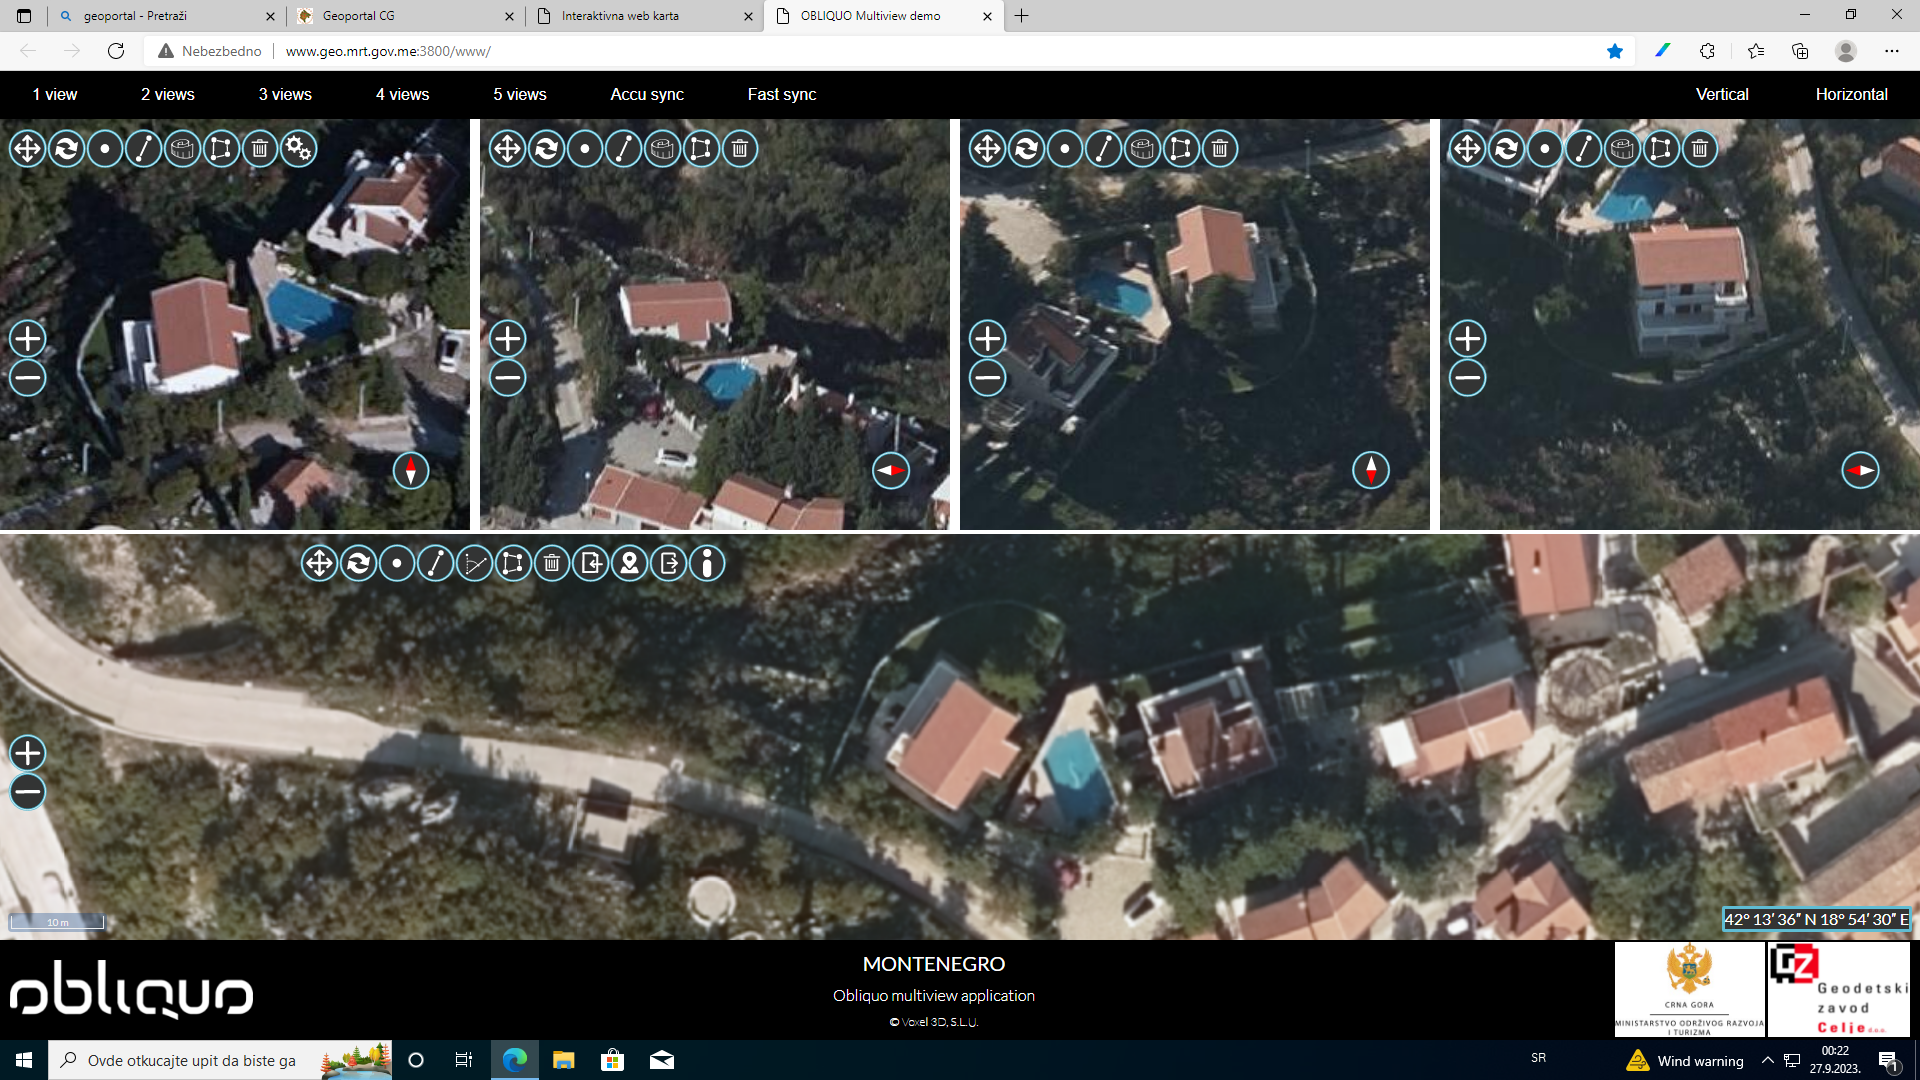 geoportal - Pretraži
Geoportal CG
Interaktivna web karta
OBLIQUO Multiview demo
Nebezbedno
www.geo.mrt.gov.me:3800/www/
1 view
2 views
3 views
4 views
5 views
Accu sync
Fast sync
Vertical
Horizontal
10 m
42° 13′ 36″ N 18° 54′ 30″ E
obliquo
MONTENEGRO
Obliquo multiview application
© Voxel 3D, S.L.U.
CRNA GORA
MINISTARSTVO ODRŽIVOG RAZVOJA
I TURIZMA
GZ
Geodetski
zavod
Celje d.o.o.
Ovde otkucajte upit da biste ga
SR
Wind warning
00:22
27.9.2023.
1